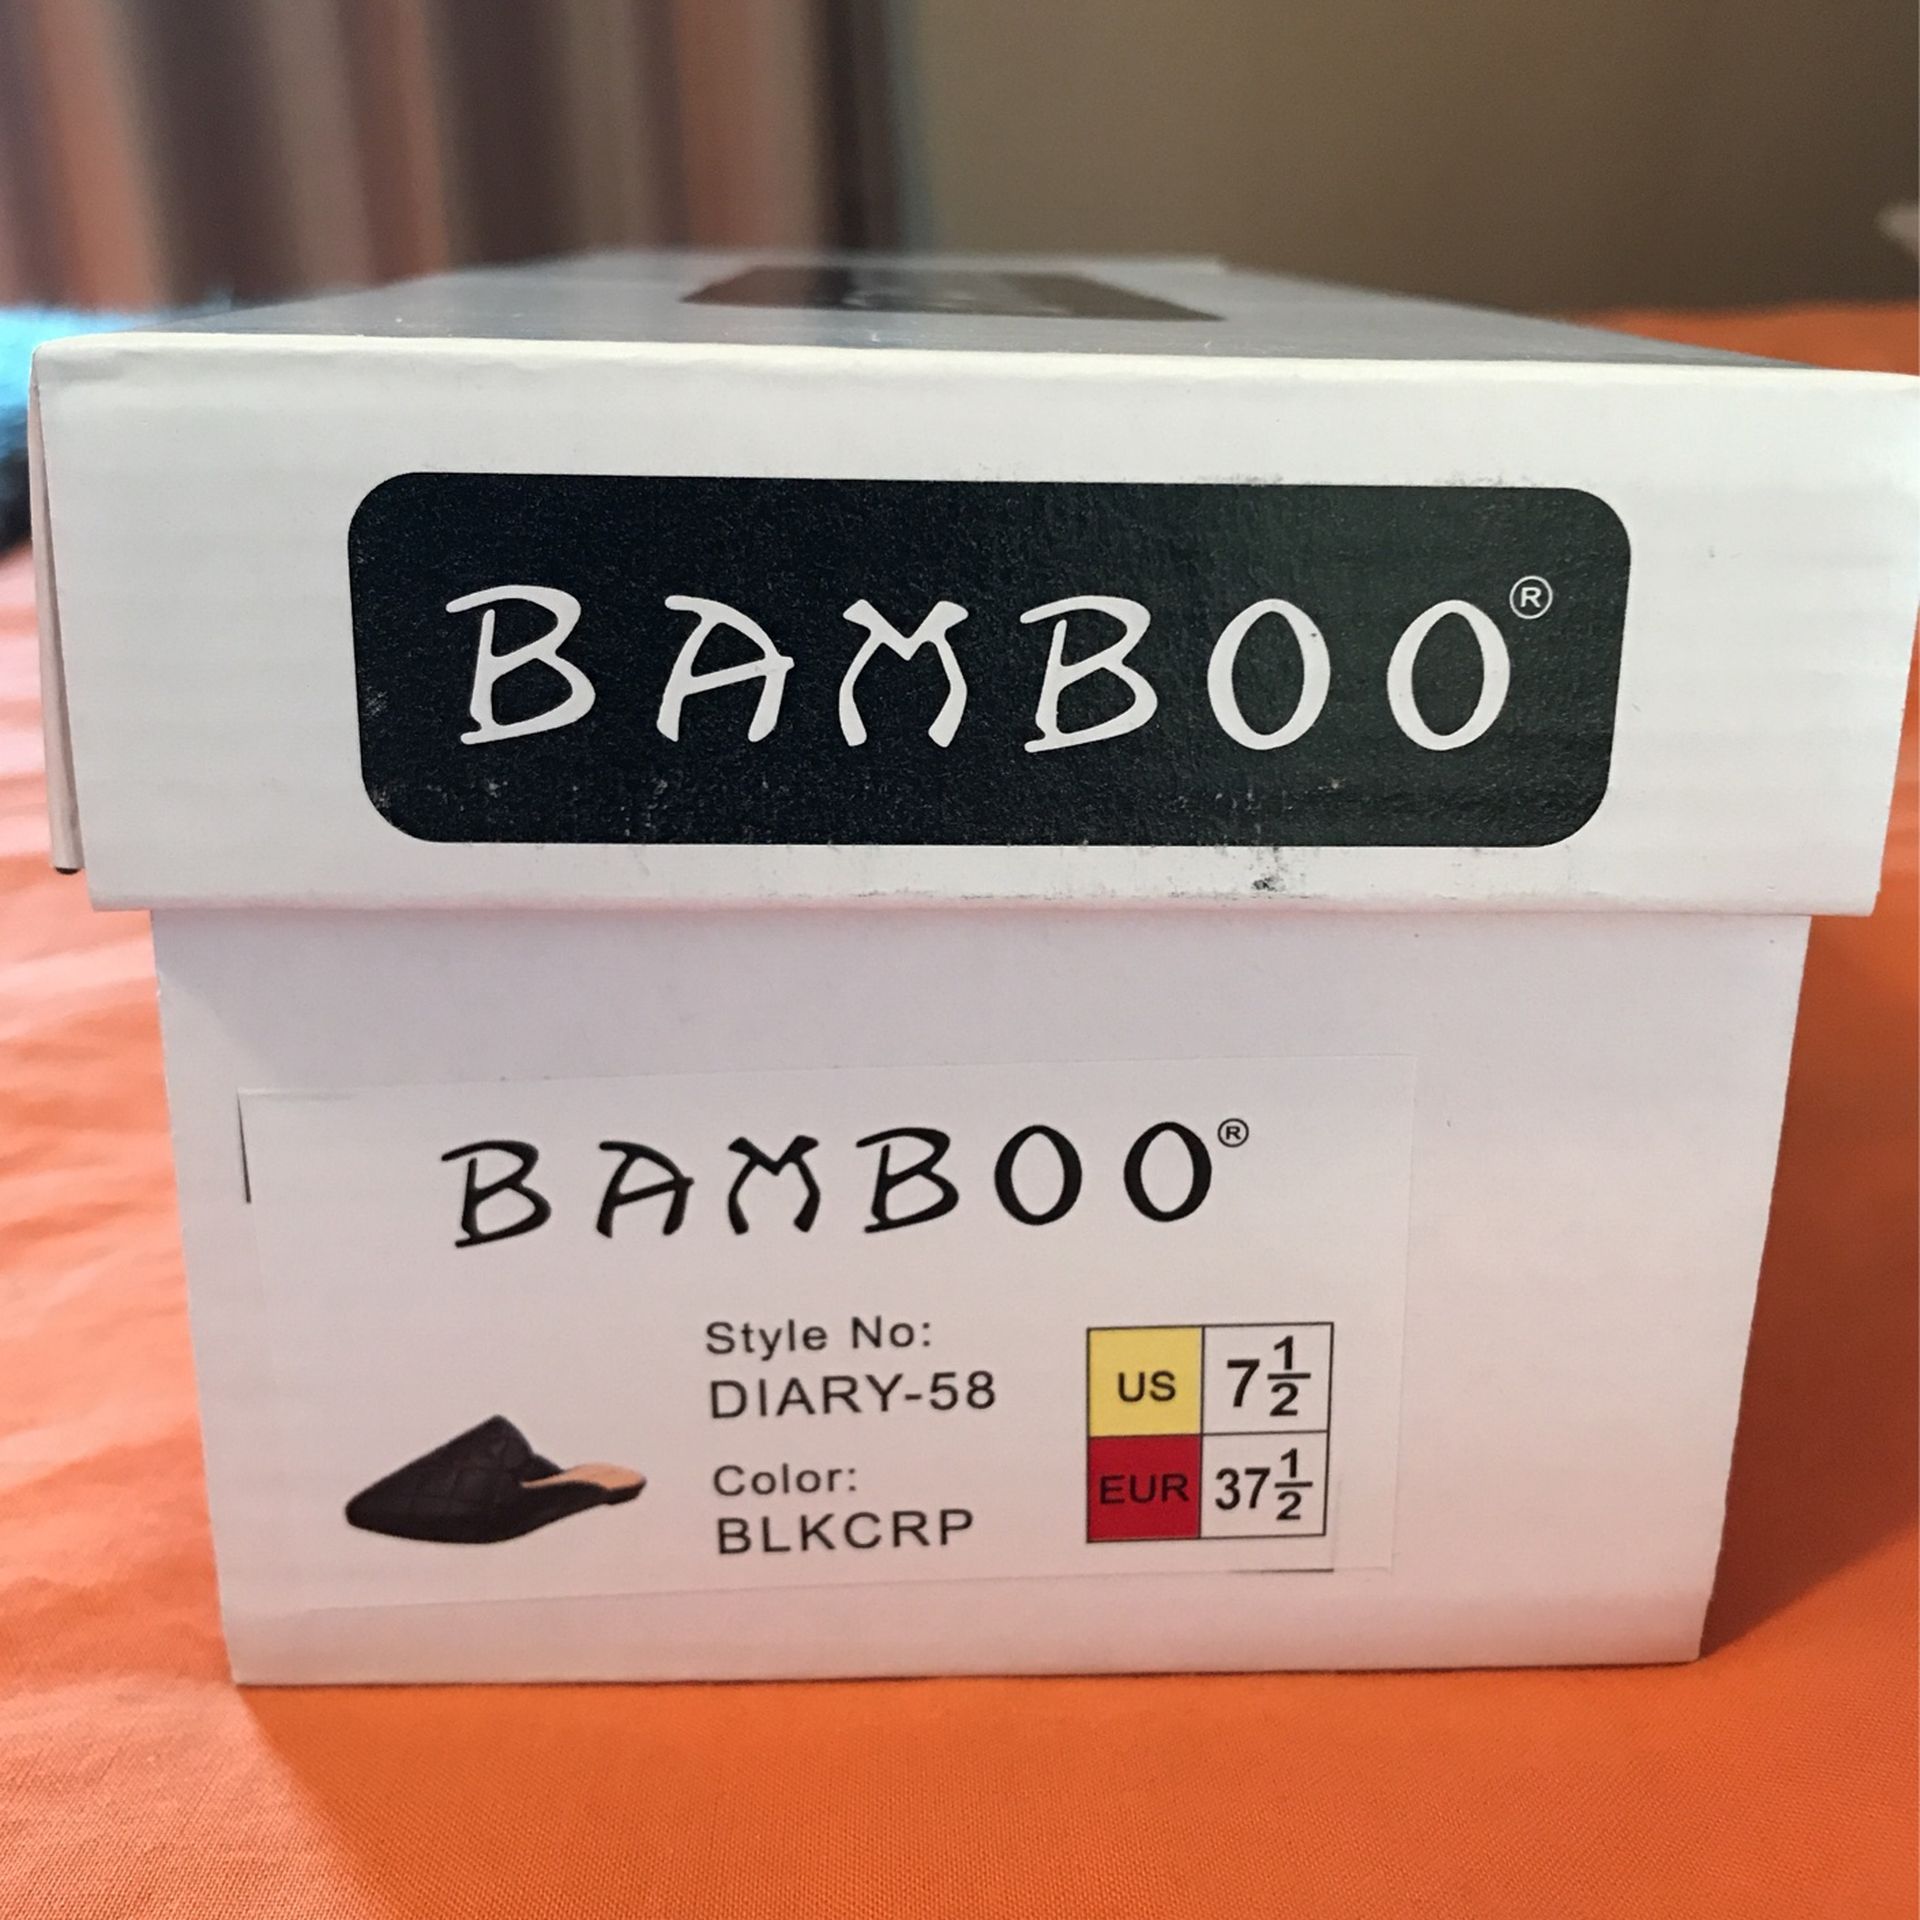 BAMBOO®
BAMBOO®
Style No:
DIARY-58
Color:
BLKCRP
US 7 1/2
EUR 37 1/2